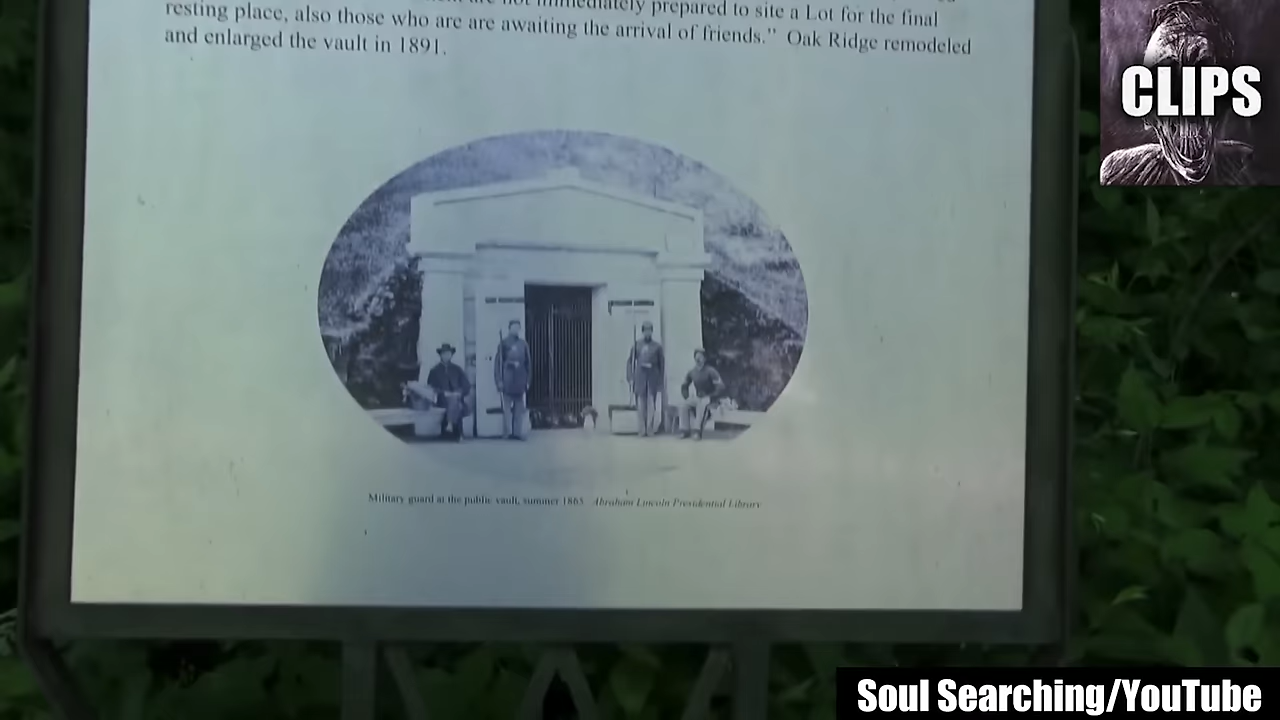 immediately prepared to site a Lot for the final
resting place, also those who are are awaiting the arrival of friends." Oak Ridge remodeled
and enlarged the vault in 1891.
CLIPS
Military guard at the public vault, summer 1865 Abraham Lincoln Presidential Library
Soul Searching/YouTube